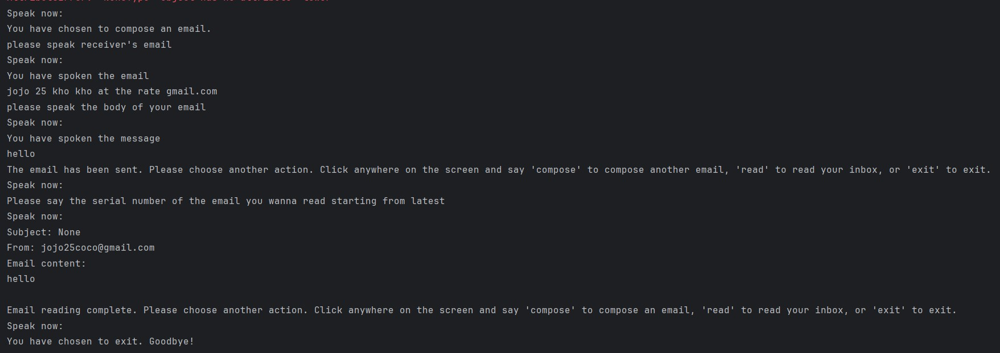 Speak now:
You have chosen to compose an email.
please speak receiver's email
Speak now:
You have spoken the email
jojo 25 kho kho at the rate gmail.com
please speak the body of your email
Speak now:
You have spoken the message
hello
The email has been sent. Please choose another action. Click anywhere on the screen and say 'compose' to compose another email, 'read' to read your inbox, or 'exit' to exit.
Speak now:
Please say the serial number of the email you wanna read starting from latest
Speak now:
Subject: None
From: jojo25coco@gmail.com
Email content:
hello
Email reading complete. Please choose another action. Click anywhere on the screen and say 'compose' to compose an email, 'read' to read your inbox, or 'exit' to exit.
Speak now:
You have chosen to exit. Goodbye!